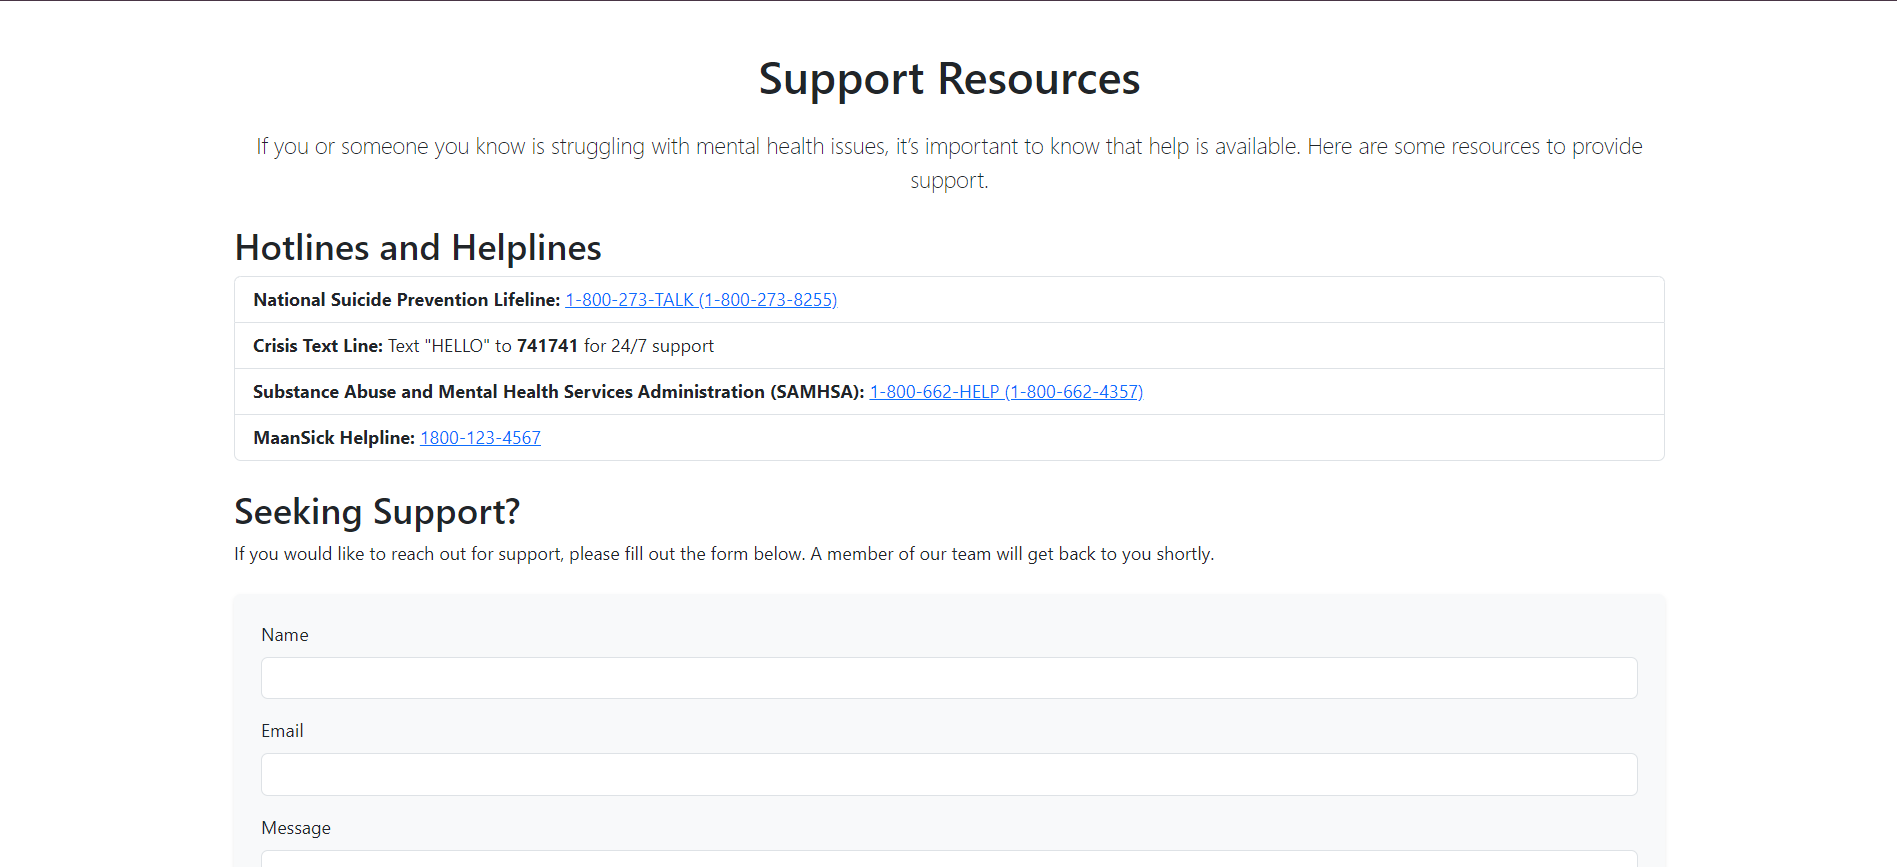 Support Resources
If you or someone you know is struggling with mental health issues, it’s important to know that help is available. Here are some resources to provide
support.
Hotlines and Helplines
National Suicide Prevention Lifeline: 1-800-273-TALK (1-800-273-8255)
Crisis Text Line: Text "HELLO" to 741741 for 24/7 support
Substance Abuse and Mental Health Services Administration (SAMHSA): 1-800-662-HELP (1-800-662-4357)
MaanSick Helpline: 1800-123-4567
Seeking Support?
If you would like to reach out for support, please fill out the form below. A member of our team will get back to you shortly.
Name
Email
Message